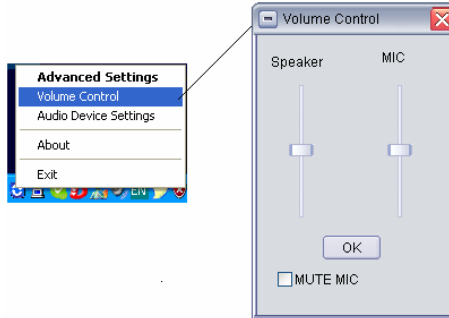 Advanced Settings
Volume Control
Audio Device Settings
About
Exit
EN
Volume Control
Speaker
MIC
OK
MUTE MIC